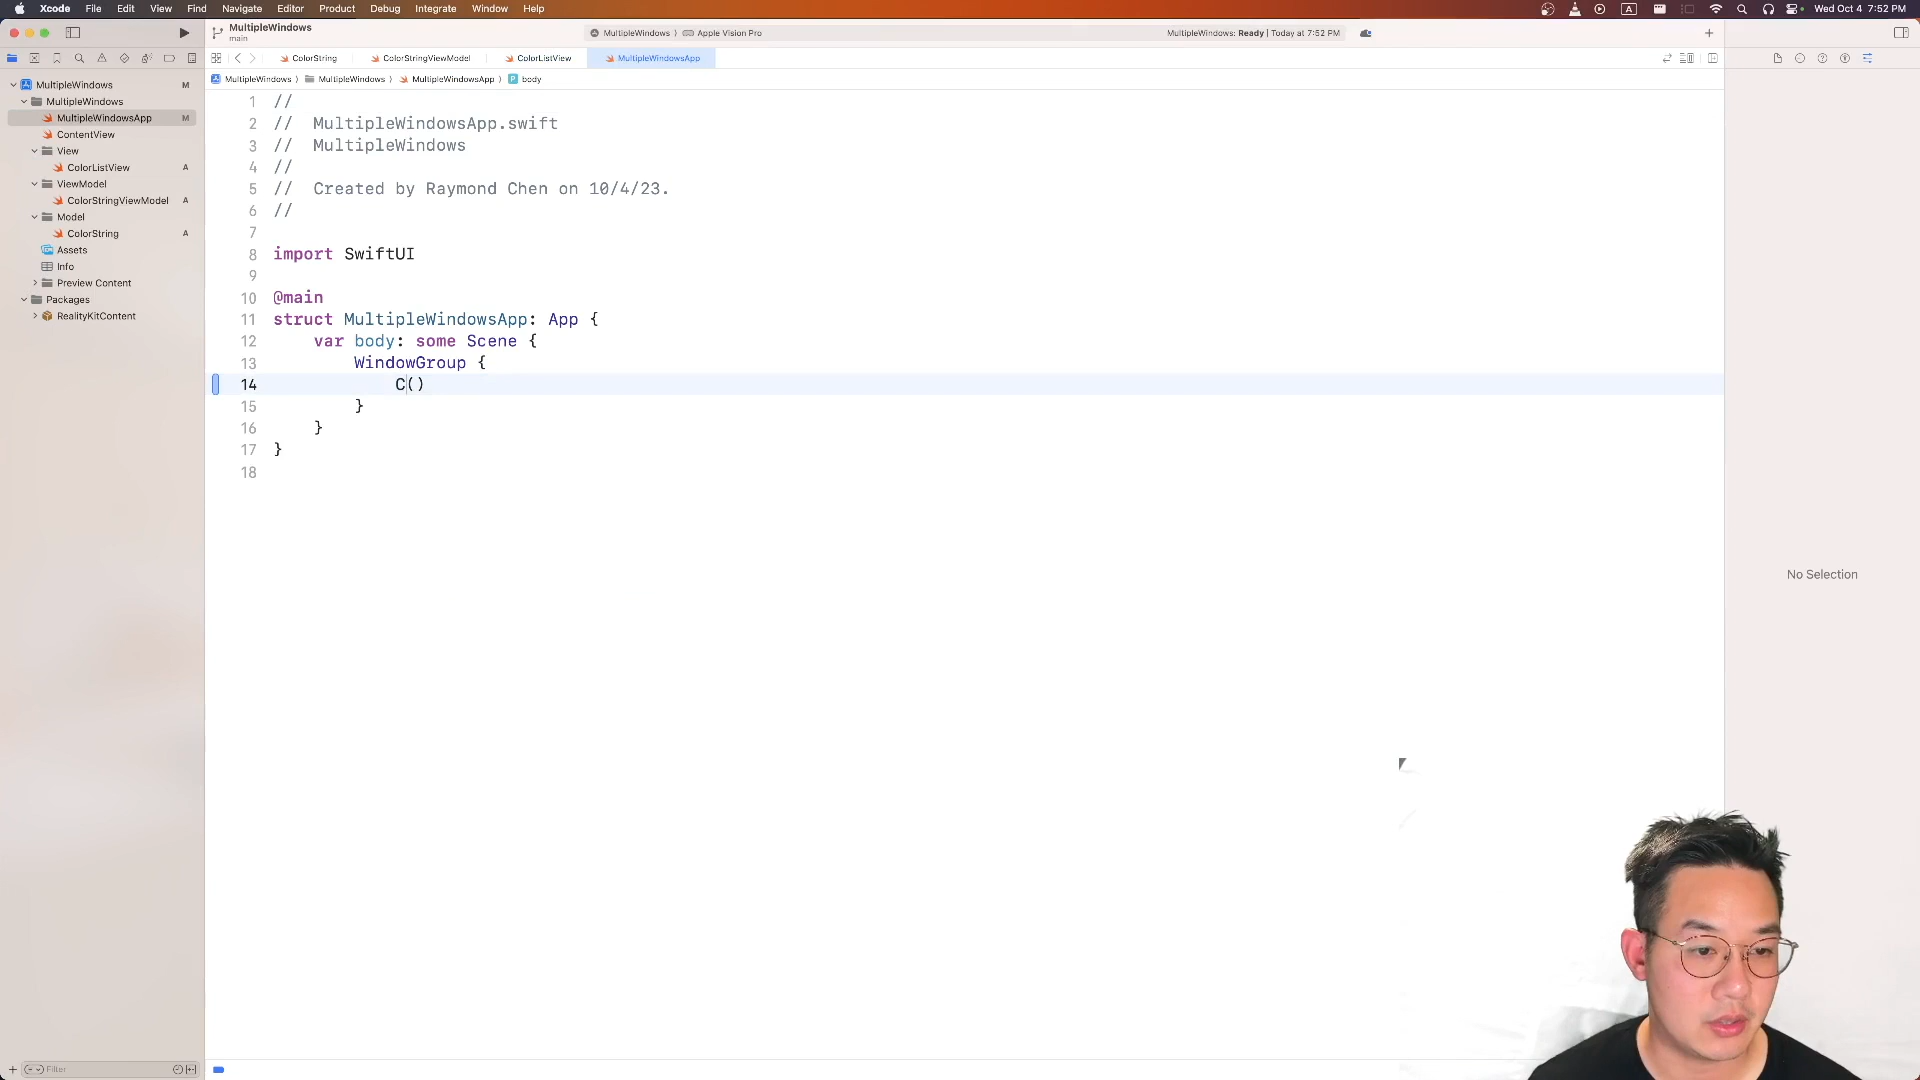 Xcode File Edit View Find Navigate Editor Product Debug Integrate Window Help A Wed Oct 4 7:52 PM
MultipleWindows
main
MultipleWindows 〉 Apple Vision Pro
MultipleWindows: Ready | Today at 7:52 PM
ColorString ColorStringViewModel ColorListView MultipleWindowsApp
MultipleWindows 〉 MultipleWindows 〉 MultipleWindowsApp 〉 P body
MultipleWindows M
MultipleWindows
MultipleWindowsApp M
ContentView
View
ColorListView A
ViewModel
ColorStringViewModel A
Model
ColorString A
Assets
Info
Preview Content
Packages
RealityKitContent
1 //
2 // MultipleWindowsApp.swift
3 // MultipleWindows
4 //
5 // Created by Raymond Chen on 10/4/23.
6 //
7
8 import SwiftUI
9
10 @main
11 struct MultipleWindowsApp: App {
12 var body: some Scene {
13 WindowGroup {
14 C()
15 }
16 }
17 }
18
No Selection
Filter